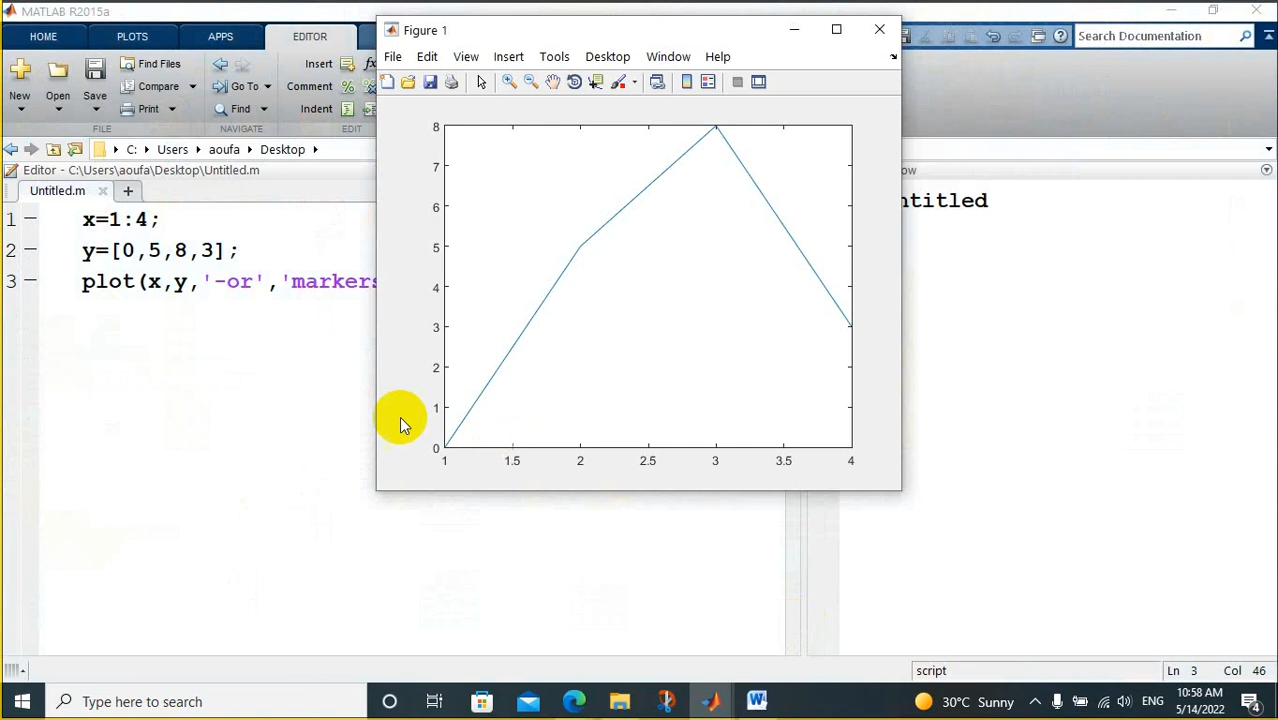 MATLAB R2015a
HOME PLOTS APPS EDITOR
Search Documentation
New
Open
Save
Find Files
Compare
Print
FILE
Go To
Find
NAVIGATE
Insert
Comment
Indent
EDIT
C: Users aoufa Desktop
Editor - C:\Users\aoufa\Desktop\Untitled.m
Untitled.m
1 x=1:4;
2 y=[0,5,8,3];
3 plot(x,y,'-or','markers
Figure 1
File Edit View Insert Tools Desktop Window Help
8
7
6
5
4
3
2
1
0
1 1.5 2 2.5 3 3.5 4
ow
ntitled
script Ln 3 Col 46
Type here to search
30°C Sunny
ENG
10:58 AM
5/14/2022
4